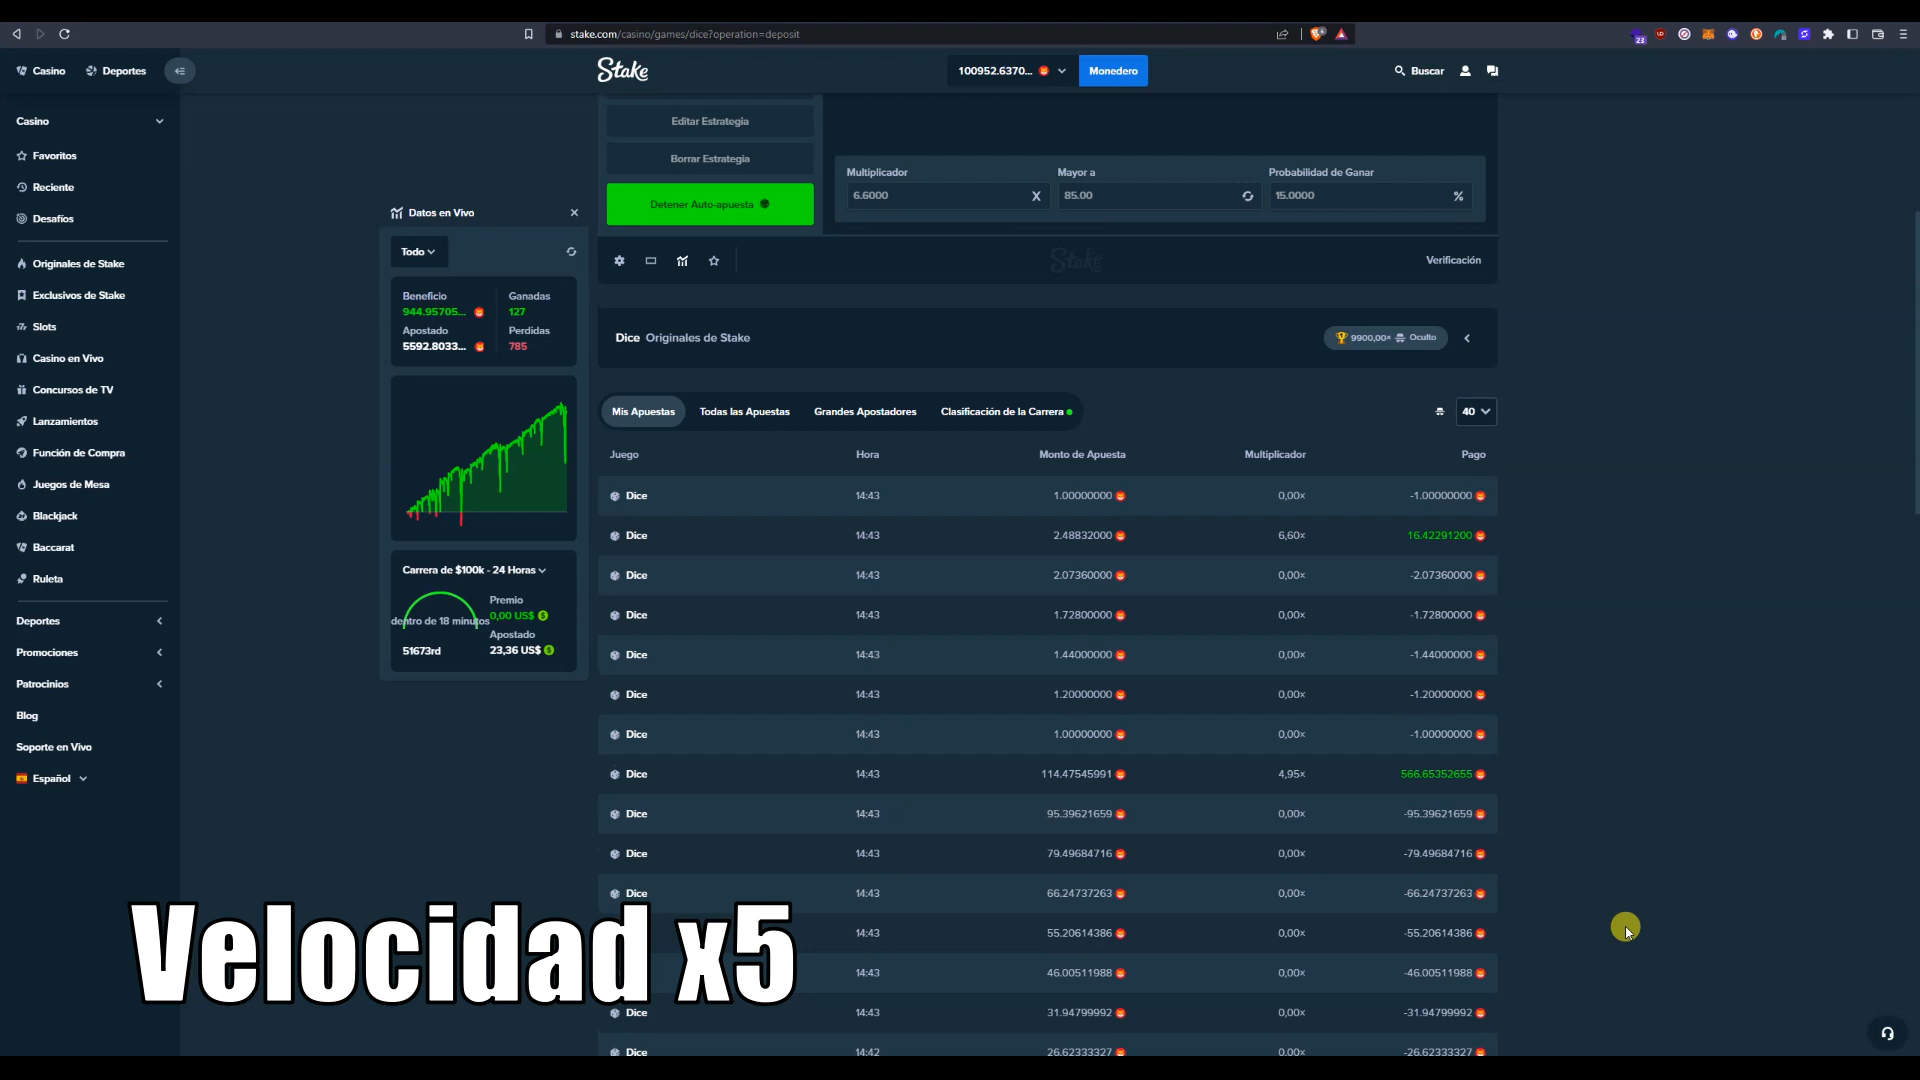 stake.com/casino/games/dice?operation=deposit
23
Casino
Deportes
Stake
100952.6370...
Monedero
Buscar
Casino
Favoritos
Reciente
Desafíos
Originales de Stake
Exclusivos de Stake
Slots
Casino en Vivo
Concursos de TV
Lanzamientos
Función de Compra
Juegos de Mesa
Blackjack
Baccarat
Ruleta
Deportes
Promociones
Patrocinios
Blog
Soporte en Vivo
Español
Datos en Vivo
Todo
Beneficio
944.95705...
Ganadas
127
Apostado
5592.8033...
Perdidas
785
Carrera de $100k - 24 Horas
dentro de 18 minutos
51673rd
Premio
0,00 US$
Apostado
23,36 US$
Editar Estrategia
Borrar Estrategia
Detener Auto-apuesta
Multiplicador
6.6000
Mayor a
85.00
Probabilidad de Ganar
15.0000 %
Stake
Verificación
Dice Originales de Stake
9900,00× Oculto
Mis Apuestas Todas las Apuestas Grandes Apostadores Clasificación de la Carrera
40
Juego Hora Monto de Apuesta Multiplicador Pago
Dice 14:43 1.00000000 0,00× -1.00000000
Dice 14:43 2.48832000 6,60× 16.42291200
Dice 14:43 2.07360000 0,00× -2.07360000
Dice 14:43 1.72800000 0,00× -1.72800000
Dice 14:43 1.44000000 0,00× -1.44000000
Dice 14:43 1.20000000 0,00× -1.20000000
Dice 14:43 1.00000000 0,00× -1.00000000
Dice 14:43 114.47545991 4,95× 566.65352655
Dice 14:43 95.39621659 0,00× -95.39621659
Dice 14:43 79.49684716 0,00× -79.49684716
Dice 14:43 66.24737263 0,00× -66.24737263
14:43 55.20614386 0,00× -55.20614386
14:43 46.00511988 0,00× -46.00511988
Dice 14:43 31.94799992 0,00× -31.94799992
Dice 14:42 26.62333327 0,00× -26.62333327
Velocidad x5